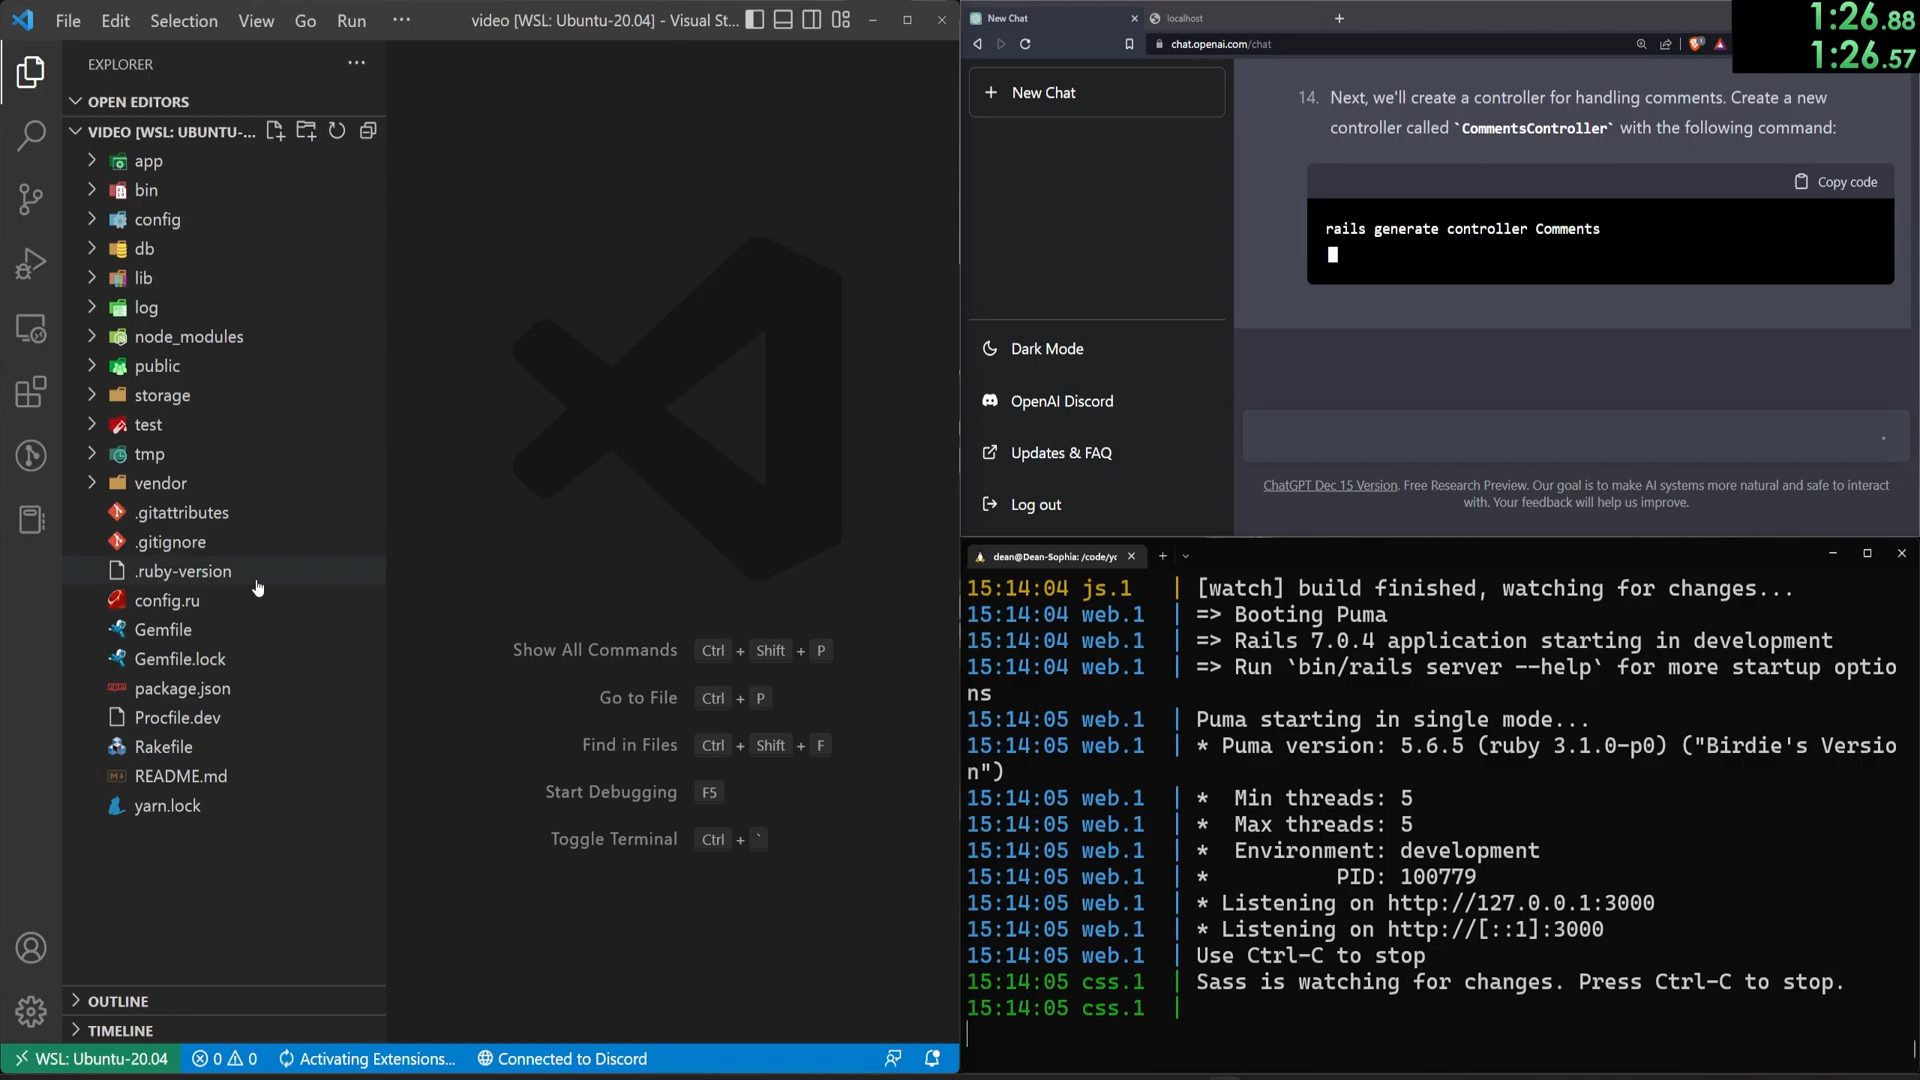 File Edit Selection View Go Run ··· video [WSL: Ubuntu-20.04] - Visual St...
EXPLORER ···
OPEN EDITORS
VIDEO [WSL: UBUNTU-...
app
bin
config
db
lib
log
node_modules
public
storage
test
tmp
vendor
.gitattributes
.gitignore
.ruby-version
config.ru
Gemfile
Gemfile.lock
package.json
Procfile.dev
Rakefile
README.md
yarn.lock
OUTLINE
TIMELINE
Show All Commands Ctrl + Shift + P
Go to File Ctrl + P
Find in Files Ctrl + Shift + F
Start Debugging F5
Toggle Terminal Ctrl + `
WSL: Ubuntu-20.04 0 0 Activating Extensions... Connected to Discord
New Chat localhost
chat.openai.com/chat
1:26.88
1:26.57
New Chat
Dark Mode
OpenAI Discord
Updates & FAQ
Log out
14. Next, we'll create a controller for handling comments. Create a new
controller called `CommentsController` with the following command:
Copy code
rails generate controller Comments
ChatGPT Dec 15 Version. Free Research Preview. Our goal is to make AI systems more natural and safe to interact
with. Your feedback will help us improve.
dean@Dean-Sophia: /code/yc
15:14:04 js.1 | [watch] build finished, watching for changes...
15:14:04 web.1 | => Booting Puma
15:14:04 web.1 | => Rails 7.0.4 application starting in development
15:14:04 web.1 | => Run `bin/rails server --help` for more startup optio
ns
15:14:05 web.1 | Puma starting in single mode...
15:14:05 web.1 | * Puma version: 5.6.5 (ruby 3.1.0-p0) ("Birdie's Versio
n")
15:14:05 web.1 | * Min threads: 5
15:14:05 web.1 | * Max threads: 5
15:14:05 web.1 | * Environment: development
15:14:05 web.1 | * PID: 100779
15:14:05 web.1 | * Listening on http://127.0.0.1:3000
15:14:05 web.1 | * Listening on http://[::1]:3000
15:14:05 web.1 | Use Ctrl-C to stop
15:14:05 css.1 | Sass is watching for changes. Press Ctrl-C to stop.
15:14:05 css.1 |